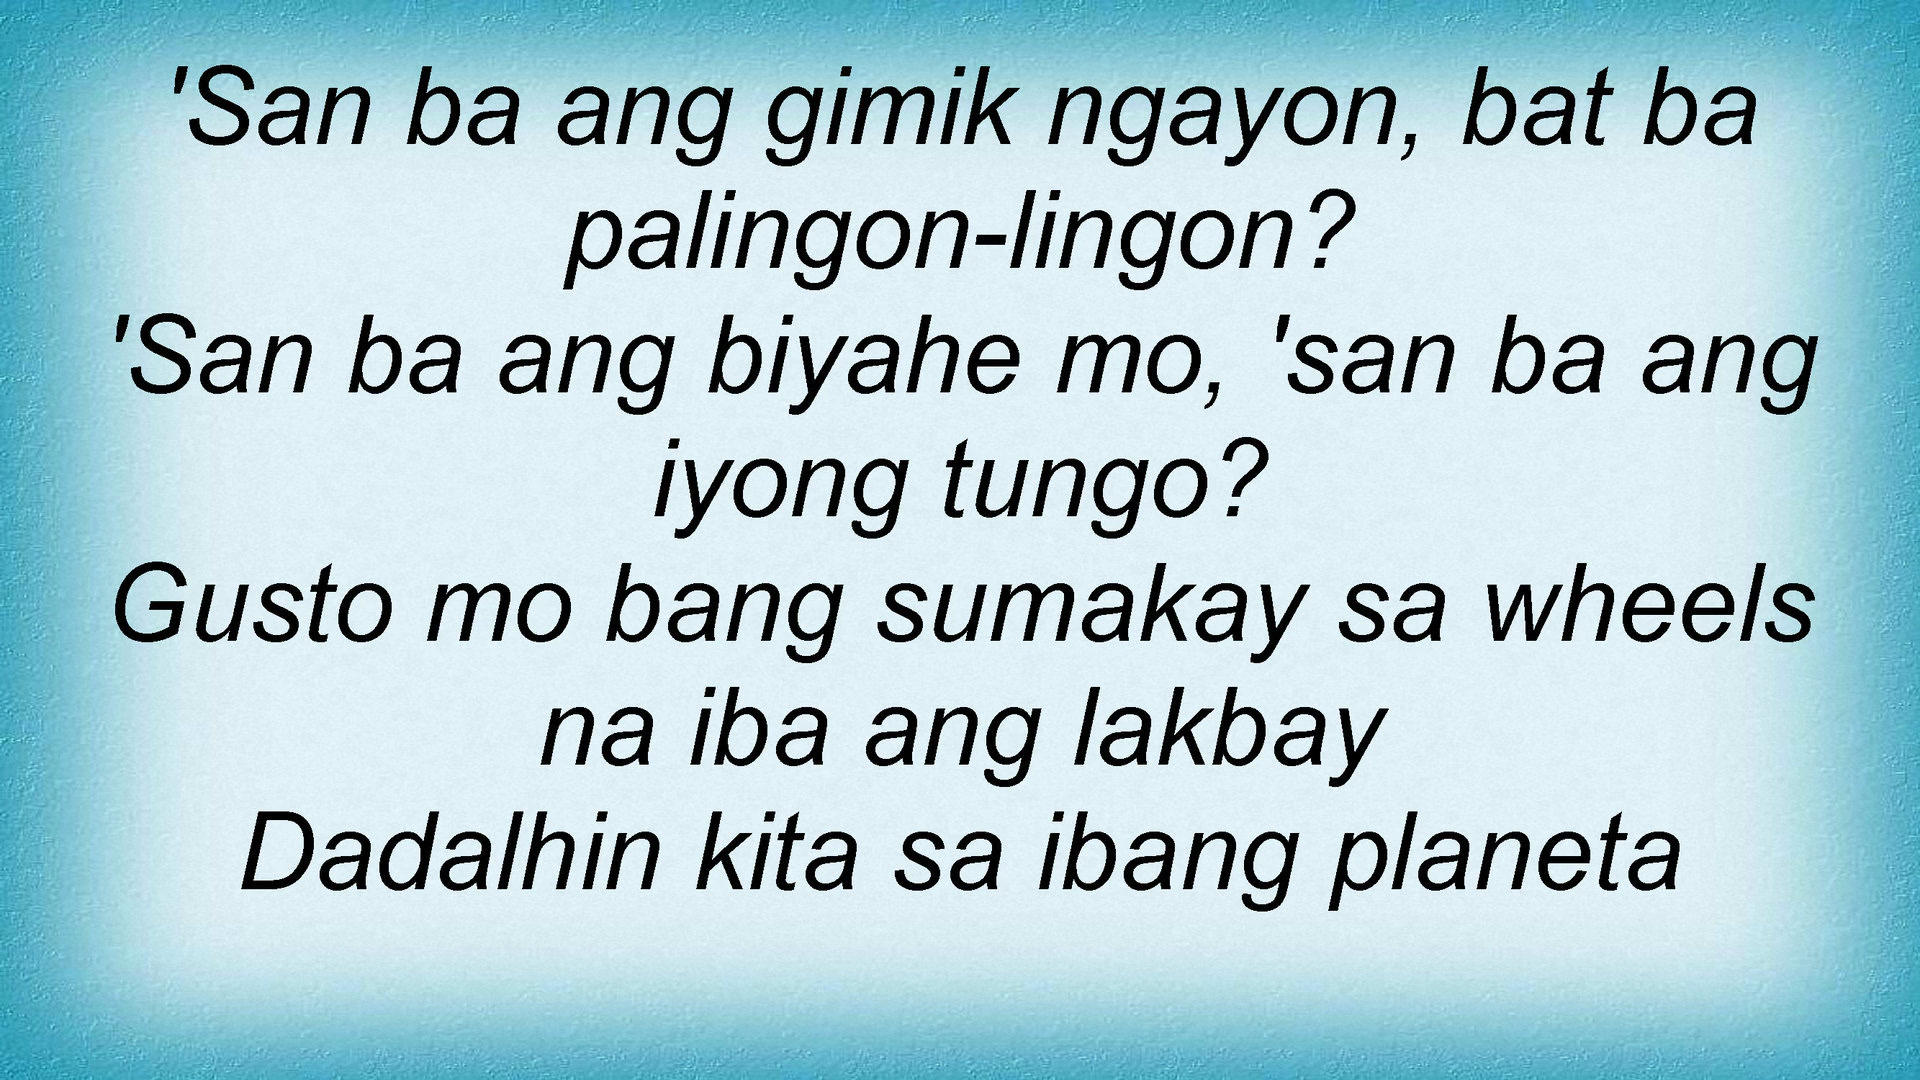 'San ba ang gimik ngayon, bat ba
palingon-lingon?
'San ba ang biyahe mo, 'san ba ang
iyong tungo?
Gusto mo bang sumakay sa wheels
na iba ang lakbay
Dadalhin kita sa ibang planeta